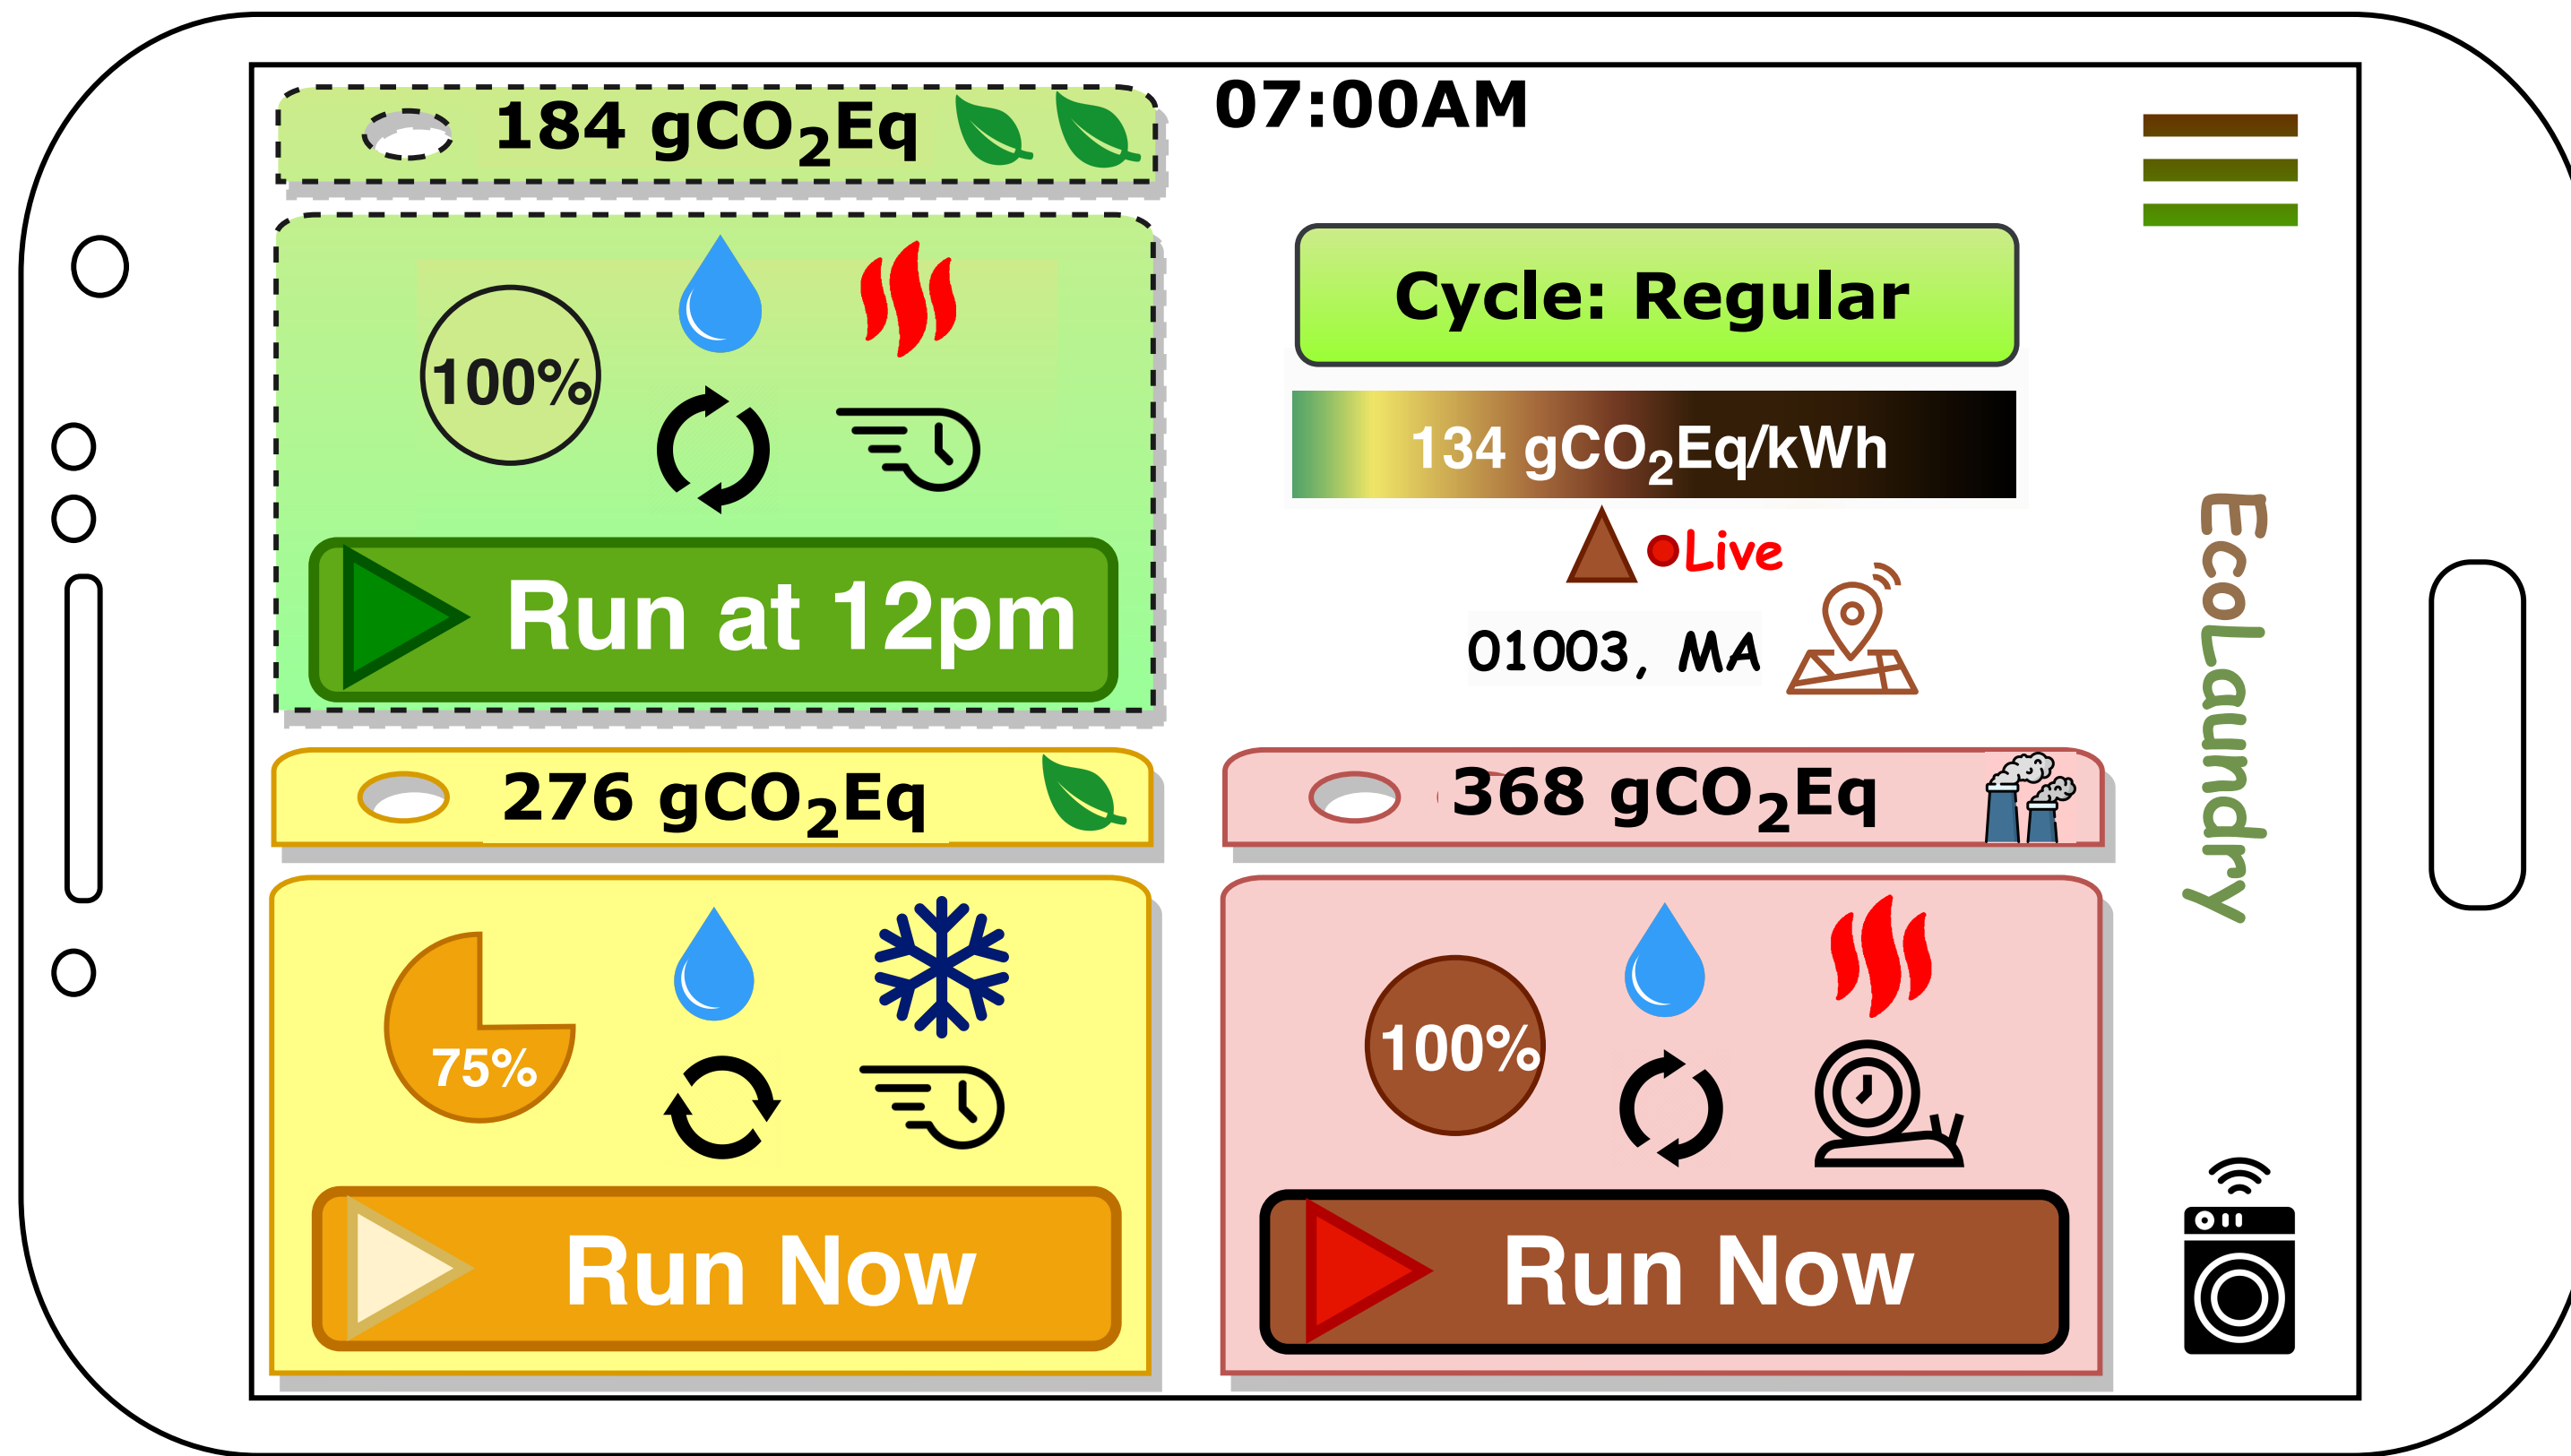 184 gCO₂Eq
07:00AM
100%
Run at 12pm
Cycle: Regular
134 gCO₂Eq/kWh
Live
01003, MA
EcoLaundry
276 gCO₂Eq
75%
Run Now
368 gCO₂Eq
100%
Run Now